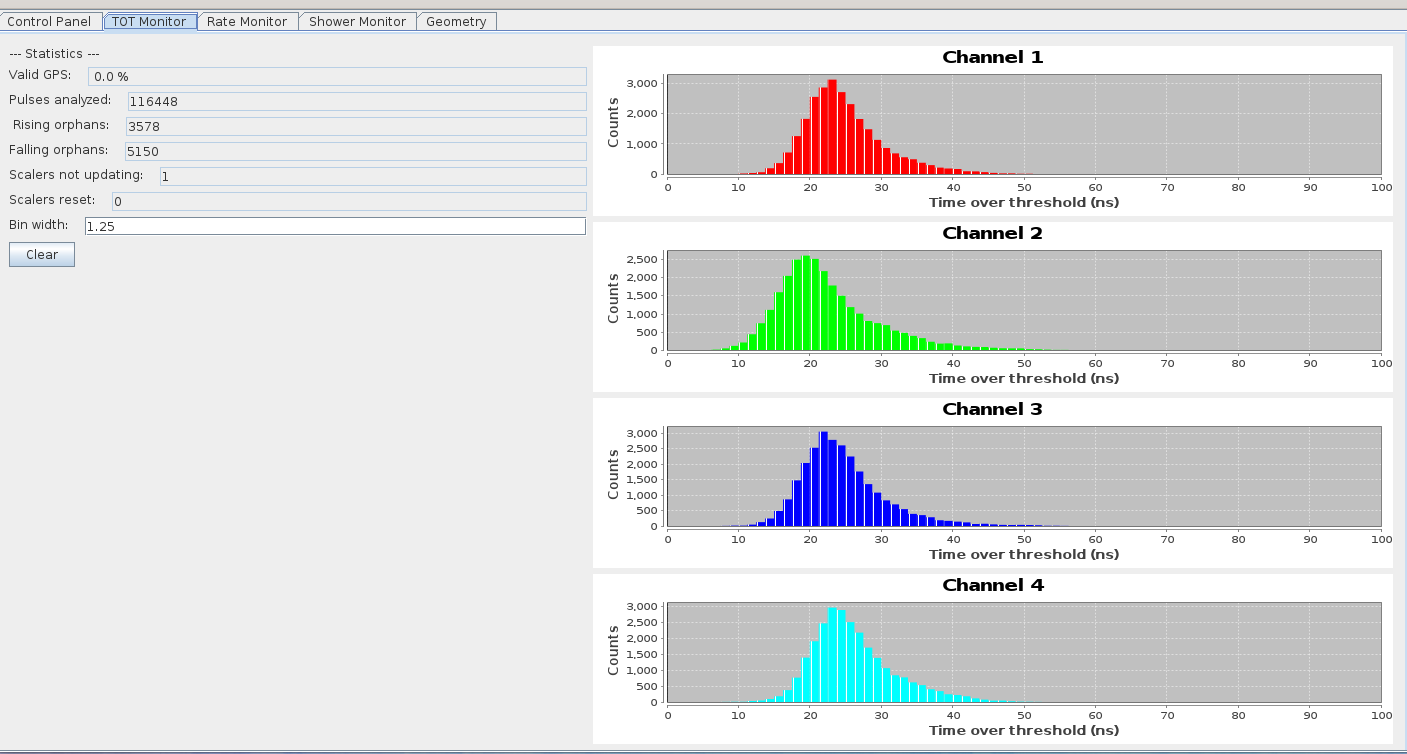 Control Panel TOT Monitor Rate Monitor Shower Monitor Geometry
--- Statistics ---
Valid GPS: 0.0 %
Pulses analyzed: 116448
Rising orphans: 3578
Falling orphans: 5150
Scalers not updating: 1
Scalers reset: 0
Bin width: 1.25
Clear
Channel 1
Counts
3,000
2,000
1,000
0
0 10 20 30 40 50 60 70 80 90 100
Time over threshold (ns)
Channel 2
Counts
2,500
2,000
1,500
1,000
500
0
0 10 20 30 40 50 60 70 80 90 100
Time over threshold (ns)
Channel 3
Counts
3,000
2,500
2,000
1,500
1,000
500
0
0 10 20 30 40 50 60 70 80 90 100
Time over threshold (ns)
Channel 4
Counts
3,000
2,500
2,000
1,500
1,000
500
0
0 10 20 30 40 50 60 70 80 90 100
Time over threshold (ns)